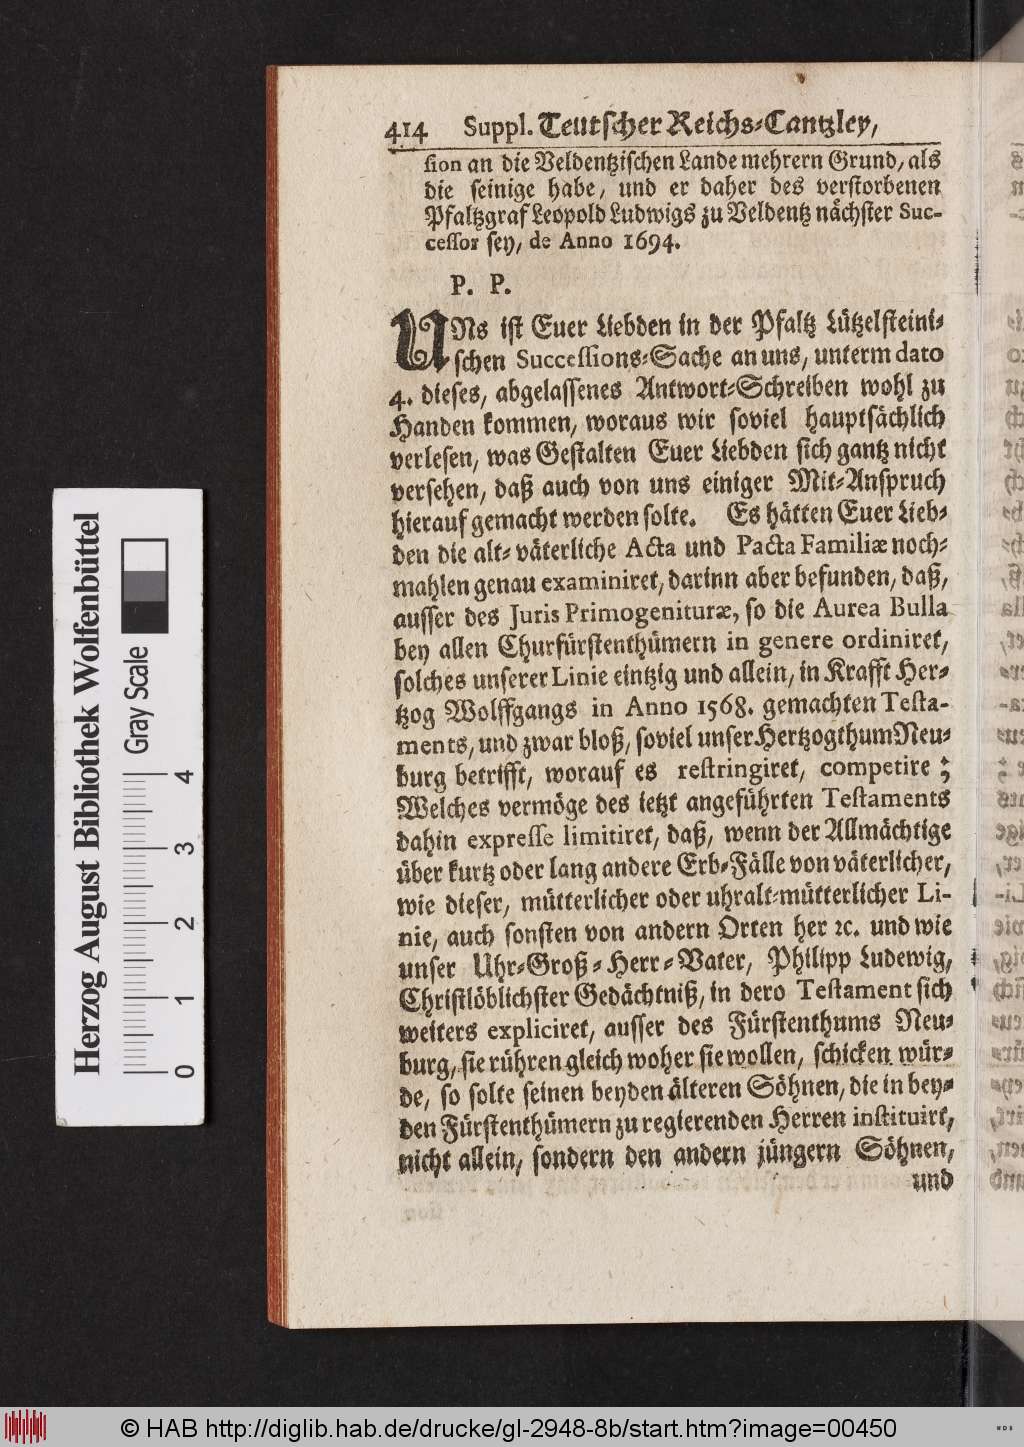 414 Suppl. Teutscher Reichs-Cantzley,
sion an die Veldentzischen Lande mehrern Grund, als
die seinige habe, und er daher des verstorbenen
Pfaltzgraf Leopold Ludwigs zu Veldentz nächster Suc-
cessor sey, de Anno 1694.
P. P.
UNs ist Euer Liebden in der Pfaltz Lützelsteini-
schen Successions-Sache an uns, unterm dato
4. dieses, abgelassenes Antwort-Schreiben wohl zu
Handen kommen, woraus wir soviel hauptsächlich
verlesen, was Gestalten Euer Liebden sich gantz nicht
versehen, daß auch von uns einiger Mit-Anspruch
hierauf gemacht werden solte. Es hätten Euer Lieb-
den die alt-väterliche Acta und Pacta Familiæ noch-
mahlen genau examiniret, darinn aber befunden, daß,
ausser des Juris Primogenituræ, so die Aurea Bulla
bey allen Churfürstenthümern in genere ordiniret,
solches unserer Linie eintzig und allein, in Krafft Her-
tzog Wolffgangs in Anno 1568. gemachten Testa-
ments, und zwar bloß, soviel unser Hertzogthum Neu-
burg betrifft, worauf es restringiret, competire;
Welches vermöge des ietzt angeführten Testaments
dahin expresse limitiret, daß, wenn der Allmächtige
über kurtz oder lang andere Erb-Fälle von väterlicher,
wie dieser, mütterlicher oder uhralt-mütterlicher Li-
nie, auch sonsten von andern Orten her ꝛc. und wie
unser Uhr-Groß-Herr-Vater, Philipp Ludewig,
Christlöblichster Gedächtniß, in dero Testament sich
weiters expliciret, ausser des Fürstenthums Neu-
burg, sie rühren gleich woher sie wollen, schicken wür-
de, so solte seinen beyden älteren Söhnen, die in bey-
den Fürstenthümern zu regierenden Herren instituirt,
nicht allein, sondern den andern jüngern Söhnen,
und
Herzog August Bibliothek Wolfenbüttel
Gray Scale
0 1 2 3 4
© HAB http://diglib.hab.de/drucke/gl-2948-8b/start.htm?image=00450